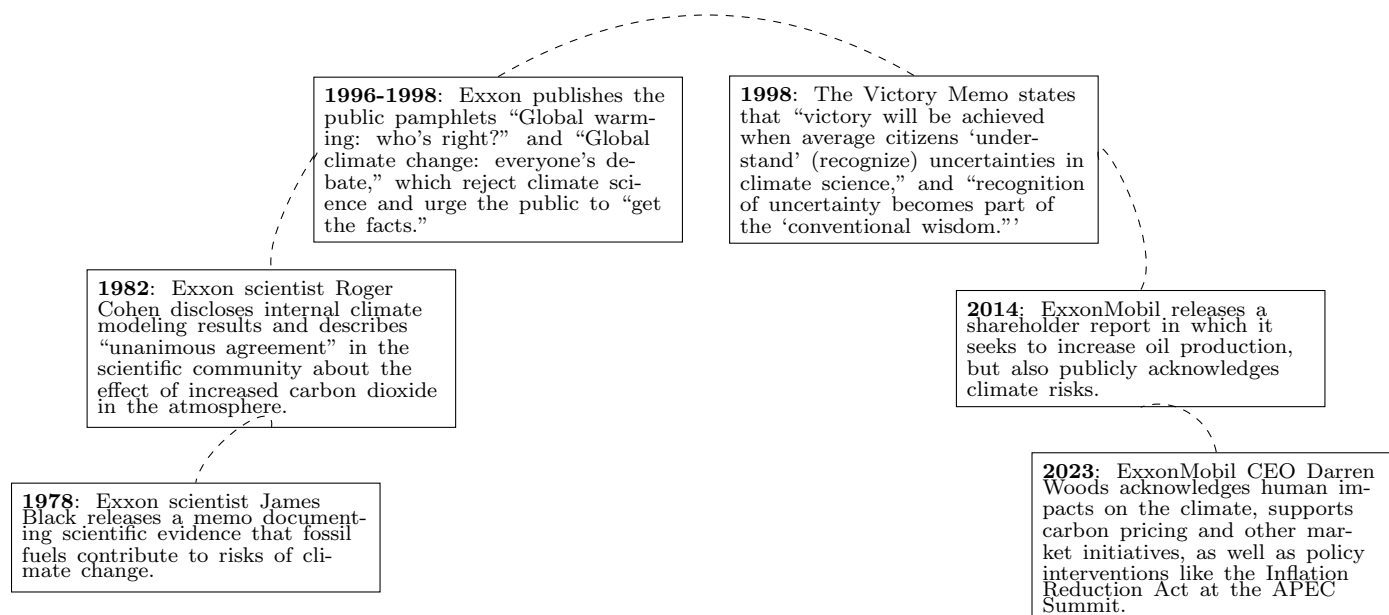 1996-1998: Exxon publishes the
public pamphlets “Global warm-
ing: who’s right?” and “Global
climate change: everyone’s de-
bate,” which reject climate sci-
ence and urge the public to “get
the facts.”
1998: The Victory Memo states
that “victory will be achieved
when average citizens ‘under-
stand’ (recognize) uncertainties in
climate science,” and “recognition
of uncertainty becomes part of
the ‘conventional wisdom.”’
1982: Exxon scientist Roger
Cohen discloses internal climate
modeling results and describes
“unanimous agreement” in the
scientific community about the
effect of increased carbon dioxide
in the atmosphere.
2014: ExxonMobil releases a
shareholder report in which it
seeks to increase oil production,
but also publicly acknowledges
climate risks.
1978: Exxon scientist James
Black releases a memo document-
ing scientific evidence that fossil
fuels contribute to risks of cli-
mate change.
2023: ExxonMobil CEO Darren
Woods acknowledges human im-
pacts on the climate, supports
carbon pricing and other mar-
ket initiatives, as well as policy
interventions like the Inflation
Reduction Act at the APEC
Summit.